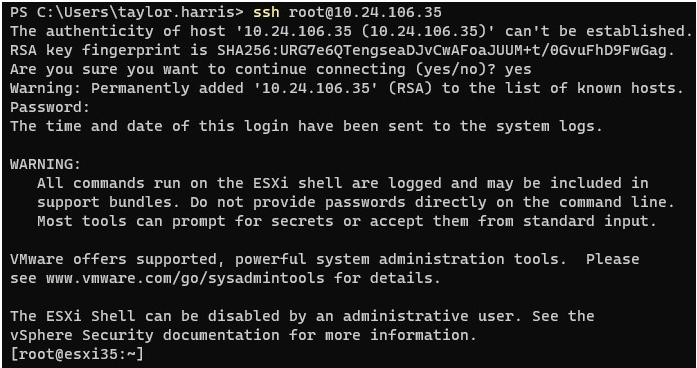 PS C:\Users\taylor.harris> ssh root@10.24.106.35
The authenticity of host '10.24.106.35 (10.24.106.35)' can't be established.
RSA key fingerprint is SHA256:URG7e6QTengseaDJvCwAFoaJUUM+t/0GvuFhD9FwGag.
Are you sure you want to continue connecting (yes/no)? yes
Warning: Permanently added '10.24.106.35' (RSA) to the list of known hosts.
Password:
The time and date of this login have been sent to the system logs.

WARNING:
   All commands run on the ESXi shell are logged and may be included in
   support bundles. Do not provide passwords directly on the command line.
   Most tools can prompt for secrets or accept them from standard input.

VMware offers supported, powerful system administration tools.  Please
see www.vmware.com/go/sysadmintools for details.

The ESXi Shell can be disabled by an administrative user. See the
vSphere Security documentation for more information.
[root@esxi35:~]